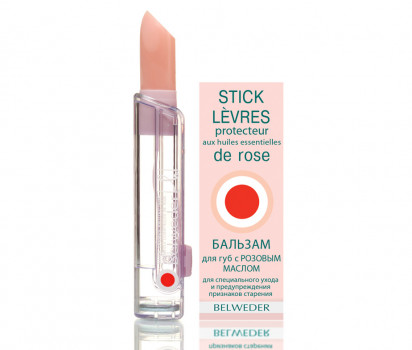 STICK
LÈVRES
protecteur
aux huiles essentielles
de rose
БАЛЬЗАМ
для губ с РОЗОВЫМ
МАСЛОМ
для специального ухода
и предупреждения
признаков старения
BELWEDER